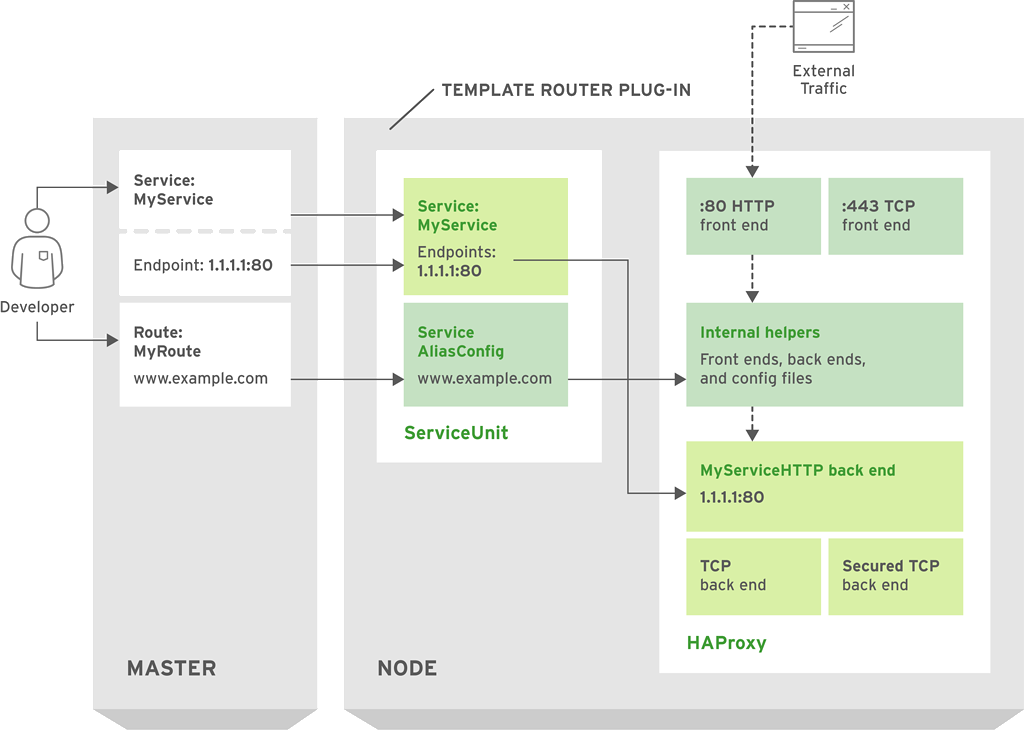 External
Traffic
TEMPLATE ROUTER PLUG-IN
Developer
Service:
MyService
Endpoint: 1.1.1.1:80
Route:
MyRoute
www.example.com
MASTER
Service:
MyService
Endpoints:
1.1.1.1:80
Service
AliasConfig
www.example.com
ServiceUnit
NODE
:80 HTTP
front end
:443 TCP
front end
Internal helpers
Front ends, back ends,
and config files
MyServiceHTTP back end
1.1.1.1:80
TCP
back end
Secured TCP
back end
HAProxy